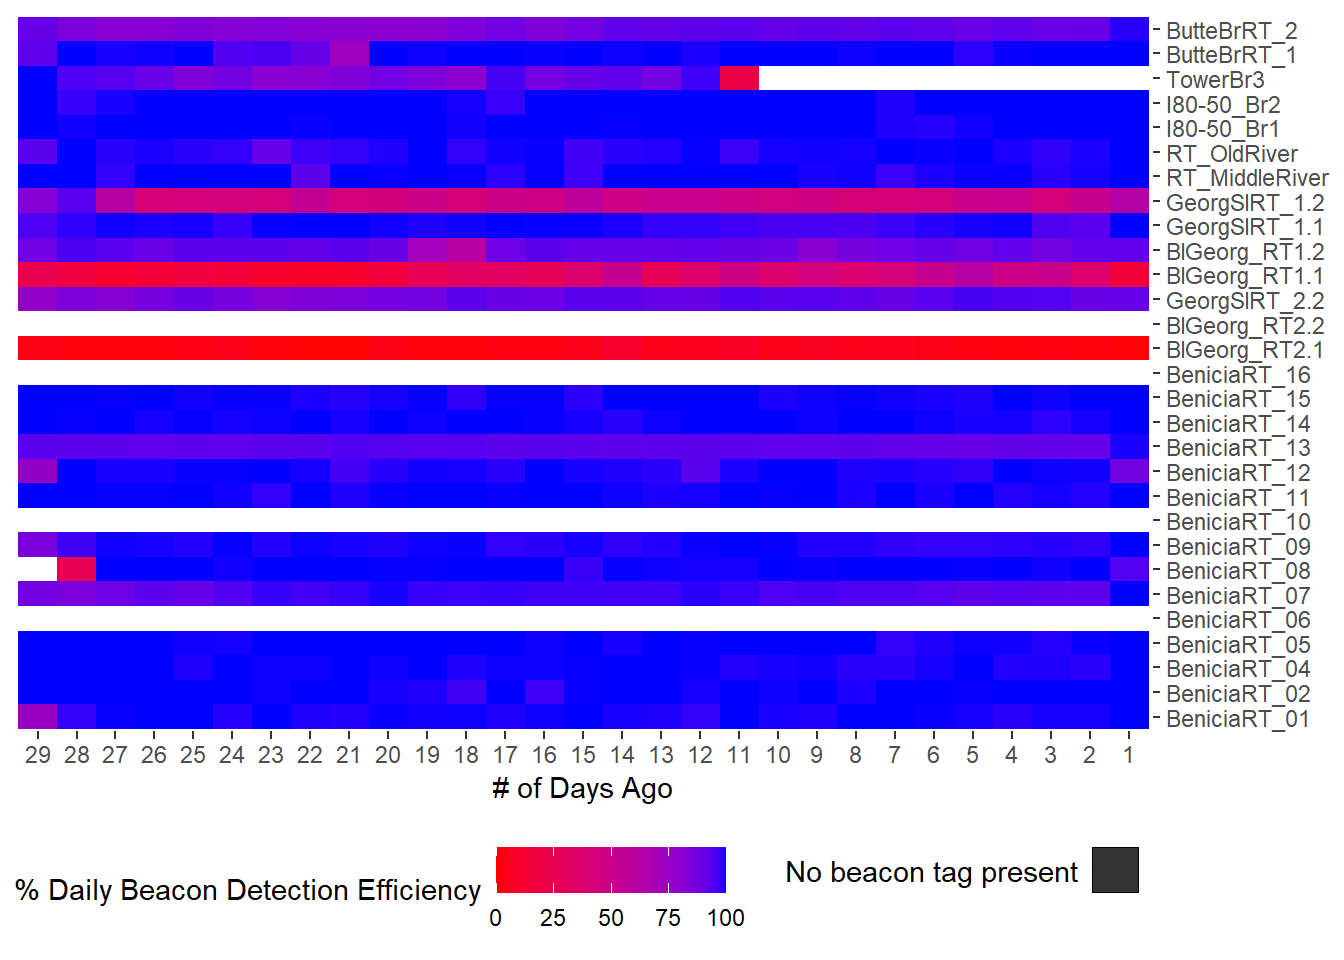 ButteBrRT_2
ButteBrRT_1
TowerBr3
I80-50_Br2
I80-50_Br1
RT_OldRiver
RT_MiddleRiver
GeorgSlRT_1.2
GeorgSlRT_1.1
BlGeorg_RT1.2
BlGeorg_RT1.1
GeorgSlRT_2.2
BlGeorg_RT2.2
BlGeorg_RT2.1
BeniciaRT_16
BeniciaRT_15
BeniciaRT_14
BeniciaRT_13
BeniciaRT_12
BeniciaRT_11
BeniciaRT_10
BeniciaRT_09
BeniciaRT_08
BeniciaRT_07
BeniciaRT_06
BeniciaRT_05
BeniciaRT_04
BeniciaRT_02
BeniciaRT_01
29 28 27 26 25 24 23 22 21 20 19 18 17 16 15 14 13 12 11 10 9 8 7 6 5 4 3 2 1
# of Days Ago
% Daily Beacon Detection Efficiency
0 25 50 75 100
No beacon tag present